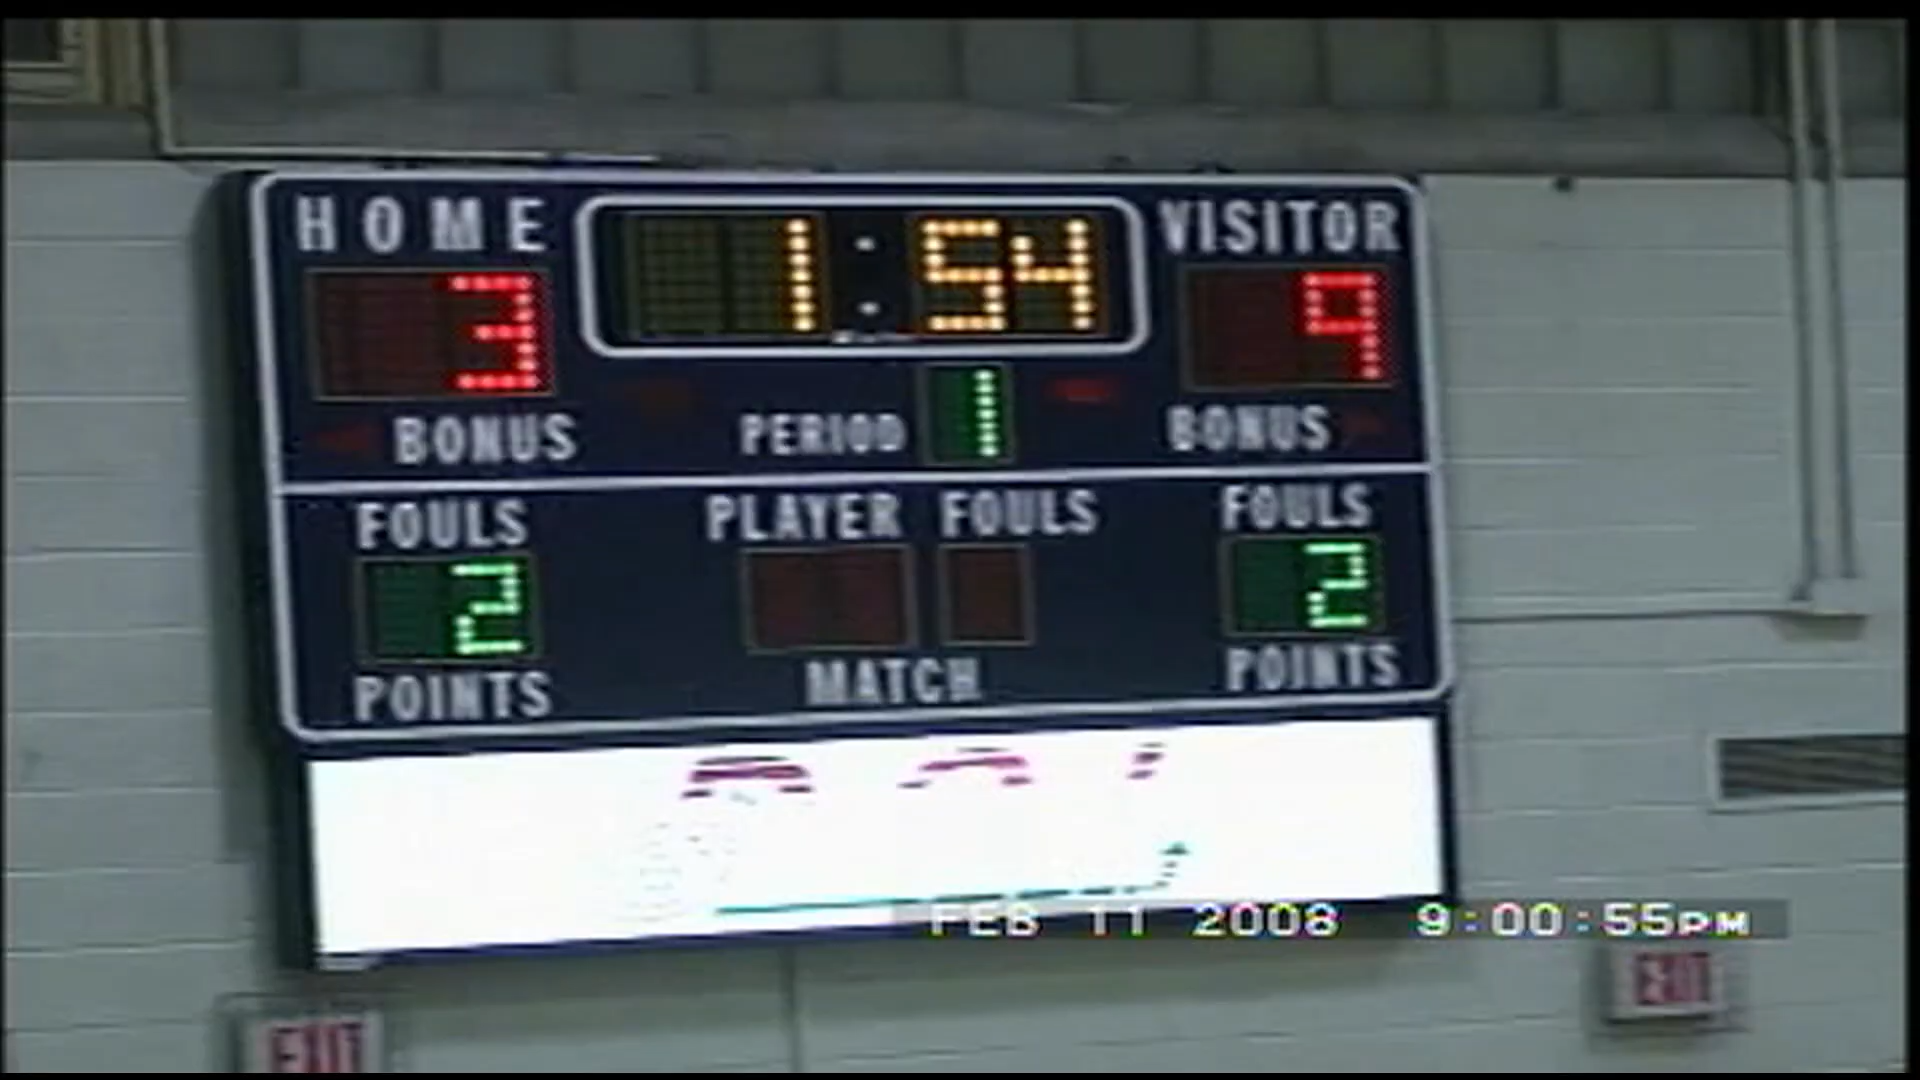 HOME 1:54 VISITOR
3 9
BONUS PERIOD 1 BONUS
FOULS PLAYER FOULS FOULS
2 2
POINTS MATCH POINTS
FEB 11 2008 9:00:55PM
EXIT
EXIT